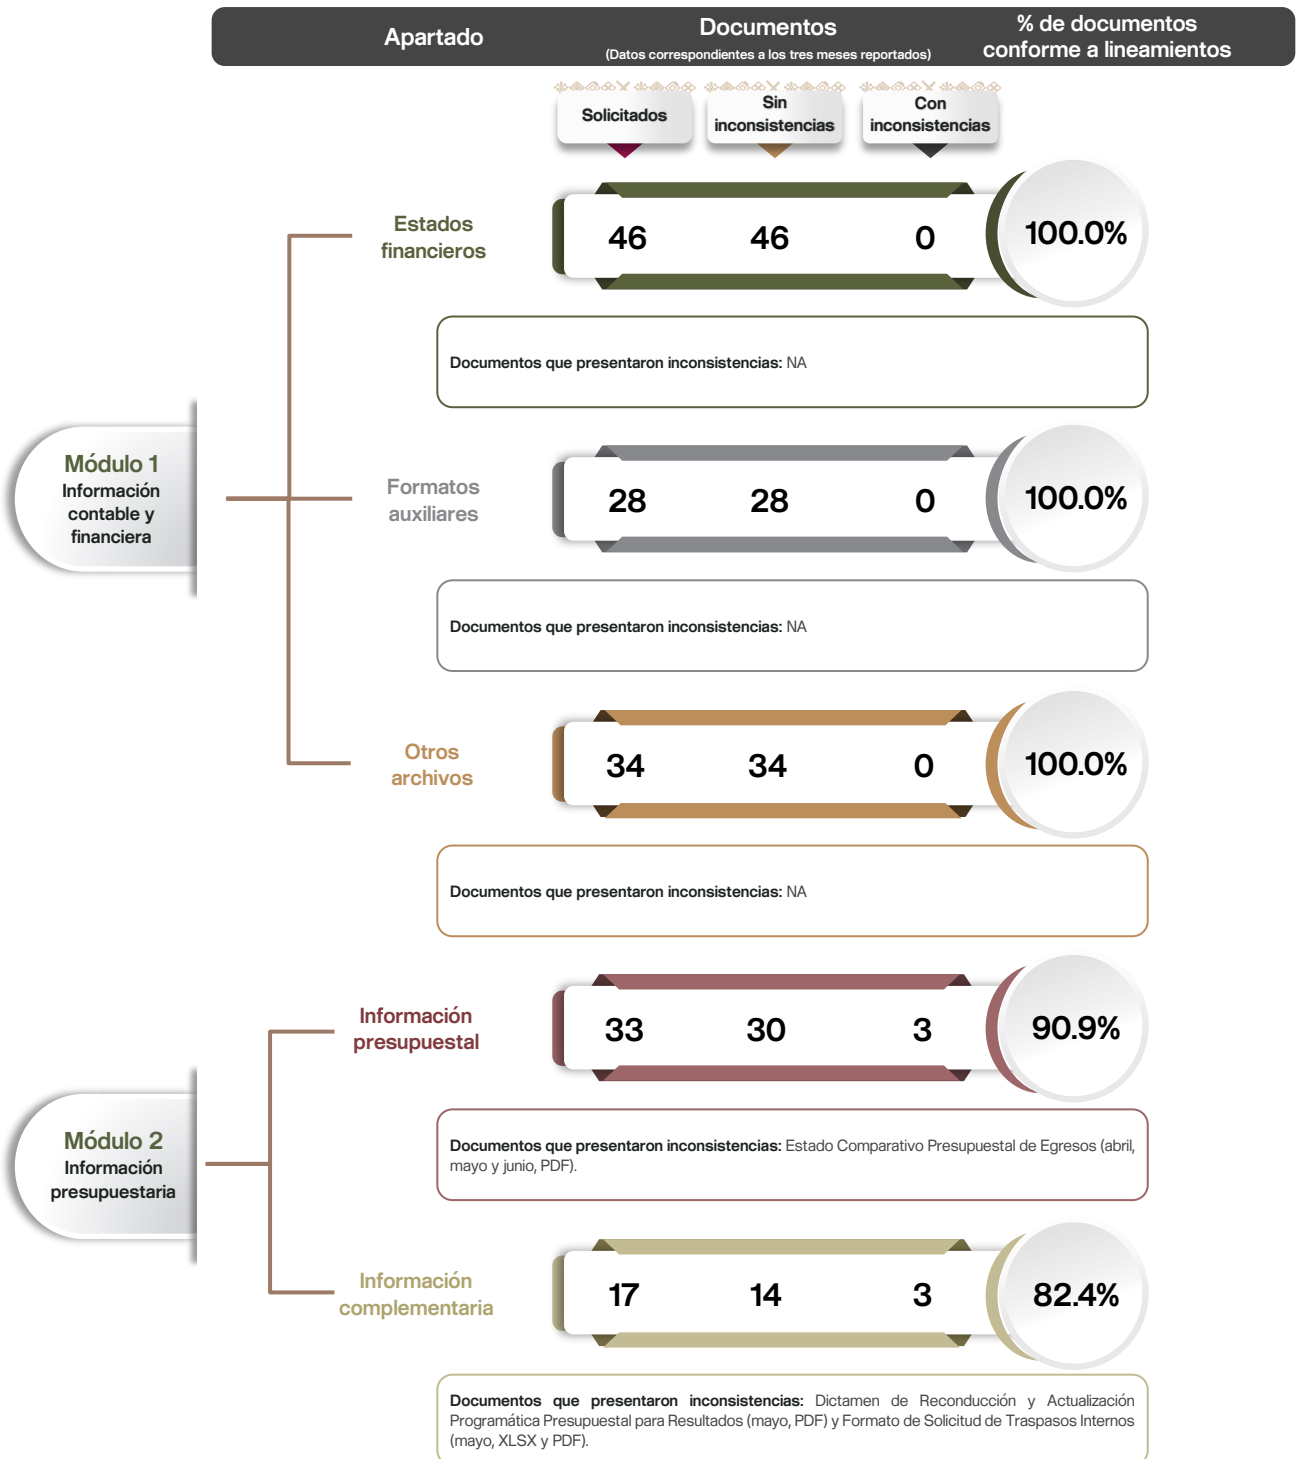 Apartado
Documentos
(Datos correspondientes a los tres meses reportados)
% de documentos
conforme a lineamientos
Solicitados
Sin
inconsistencias
Con
inconsistencias
Módulo 1
Información
contable y
financiera
Estados
financieros
46 46 0 100.0%
Documentos que presentaron inconsistencias: NA
Formatos
auxiliares
28 28 0 100.0%
Documentos que presentaron inconsistencias: NA
Otros
archivos
34 34 0 100.0%
Documentos que presentaron inconsistencias: NA
Módulo 2
Información
presupuestaria
Información
presupuestal
33 30 3 90.9%
Documentos que presentaron inconsistencias: Estado Comparativo Presupuestal de Egresos (abril,
mayo y junio, PDF).
Información
complementaria
17 14 3 82.4%
Documentos que presentaron inconsistencias: Dictamen de Reconducción y Actualización
Programática Presupuestal para Resultados (mayo, PDF) y Formato de Solicitud de Traspasos Internos
(mayo, XLSX y PDF).